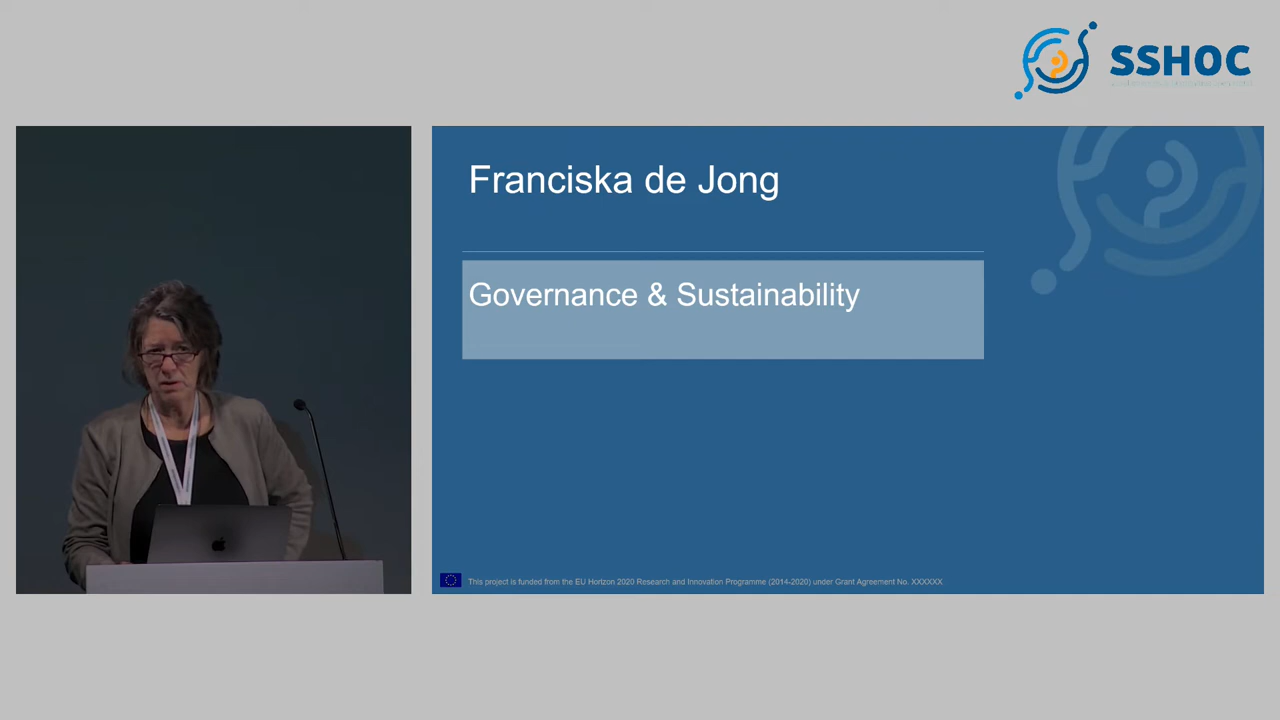 SSHOC
Franciska de Jong
Governance & Sustainability
This project is funded from the EU Horizon 2020 Research and Innovation Programme (2014-2020) under Grant Agreement No. XXXXXX